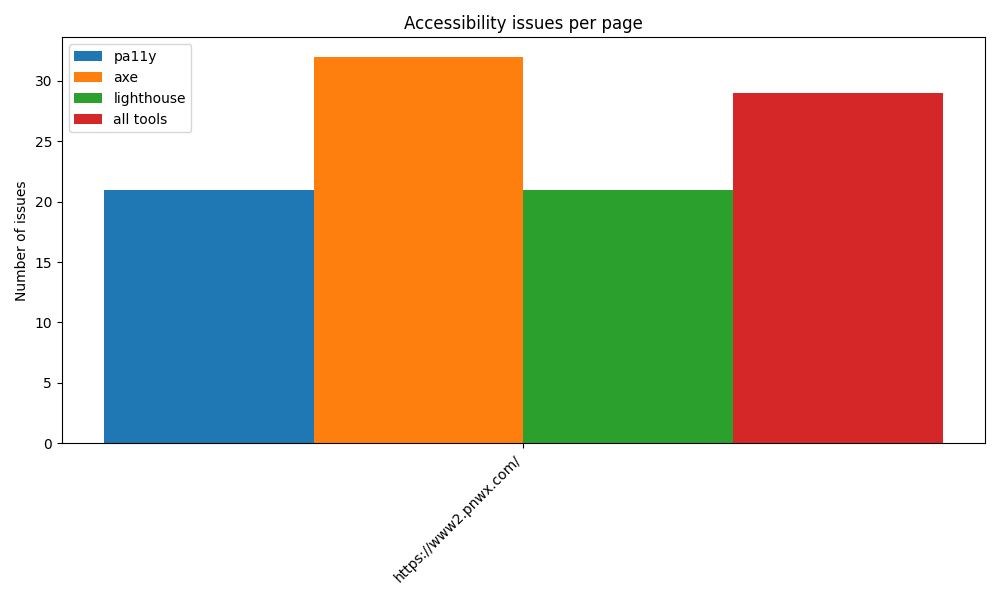 Accessibility issues per page
pa11y
axe
lighthouse
all tools
Number of issues
30
25
20
15
10
5
0
https://www2.pnwx.com/